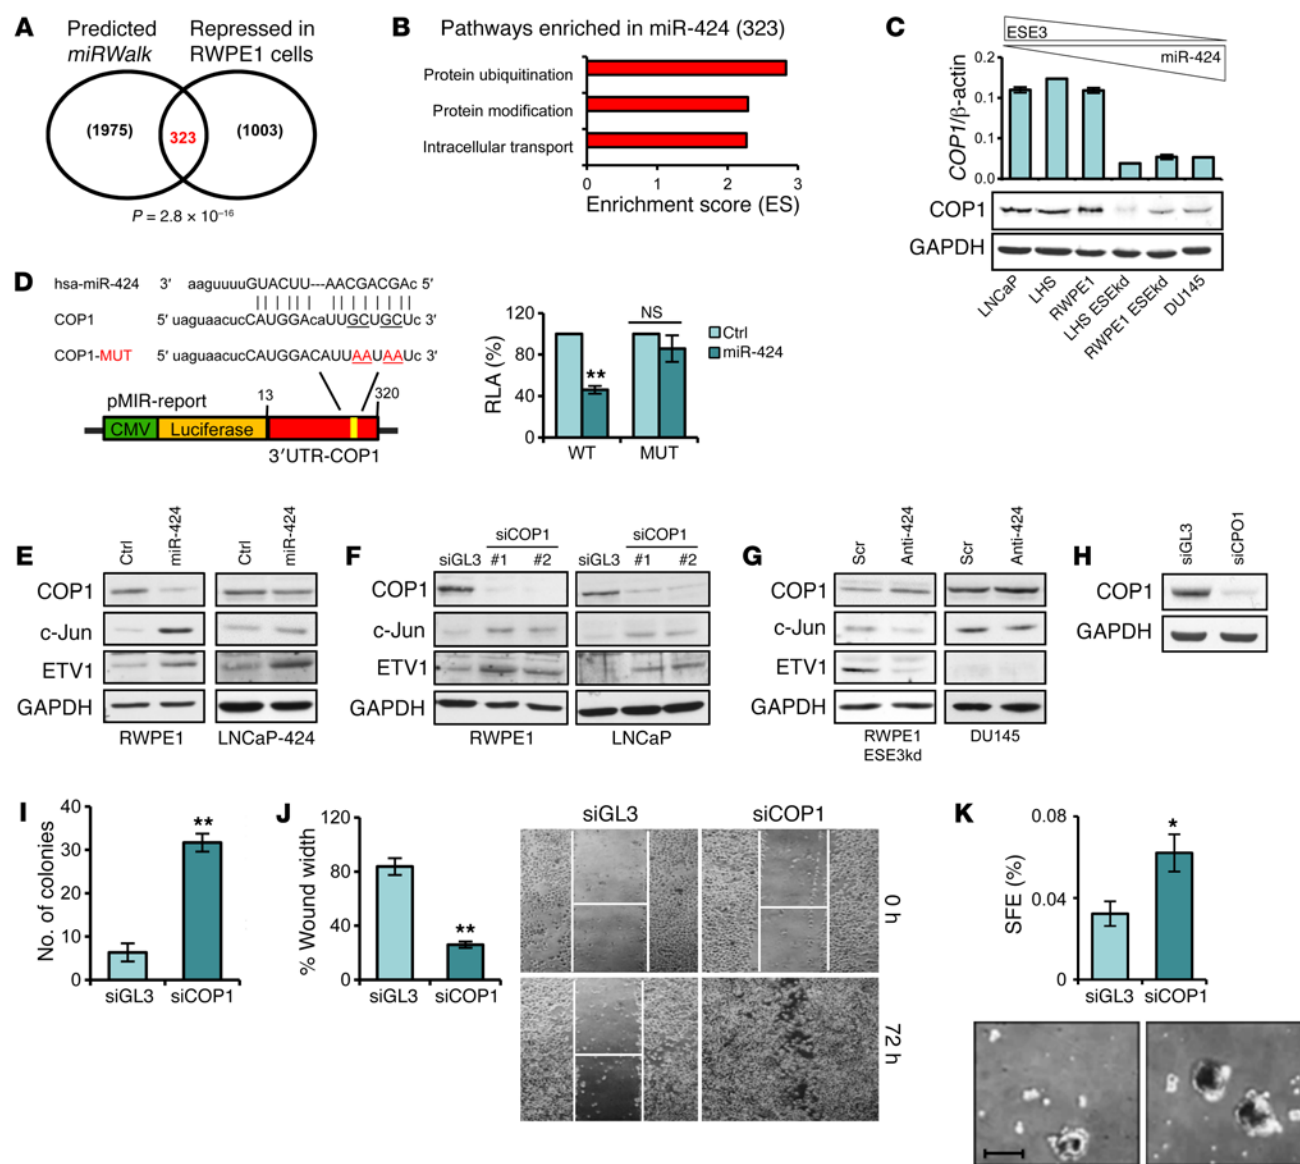 A
Predicted
miRWalk
Repressed in
RWPE1 cells
(1975)
323
(1003)
P = 2.8 × 10⁻¹⁶
B
Pathways enriched in miR-424 (323)
Protein ubiquitination
Protein modification
Intracellular transport
0 1 2 3
Enrichment score (ES)
C
ESE3
miR-424
COP1/β-actin
0.2
0.1
0.1
0.0
COP1
GAPDH
LNCaP
LHS
RWPE1
LHS ESEkd
RWPE1 ESEkd
DU145
D
hsa-miR-424 3′ aaguuuuGUACUU---AACGACGAc 5′
COP1 5′ uaguaacucCAUGGAcaUUGCUGCUc 3′
COP1-MUT 5′ uaguaacucCAUGGACAUUAAUAAUc 3′
pMIR-report
13
320
CMV
Luciferase
3′UTR-COP1
RLA (%)
120
80
40
0
**
NS
WT
MUT
Ctrl
miR-424
E
Ctrl
miR-424
Ctrl
miR-424
COP1
c-Jun
ETV1
GAPDH
RWPE1
LNCaP-424
F
siCOP1
siCOP1
siGL3 #1 #2
siGL3 #1 #2
COP1
c-Jun
ETV1
GAPDH
RWPE1
LNCaP
G
Scr
Anti-424
Scr
Anti-424
COP1
c-Jun
ETV1
GAPDH
RWPE1
ESE3kd
DU145
H
siGL3
siCPO1
COP1
GAPDH
I
No. of colonies
40
30
20
10
0
**
siGL3 siCOP1
J
% Wound width
120
80
40
0
**
siGL3 siCOP1
siGL3
siCOP1
0 h
72 h
K
SFE (%)
0.08
0.04
0
*
siGL3 siCOP1